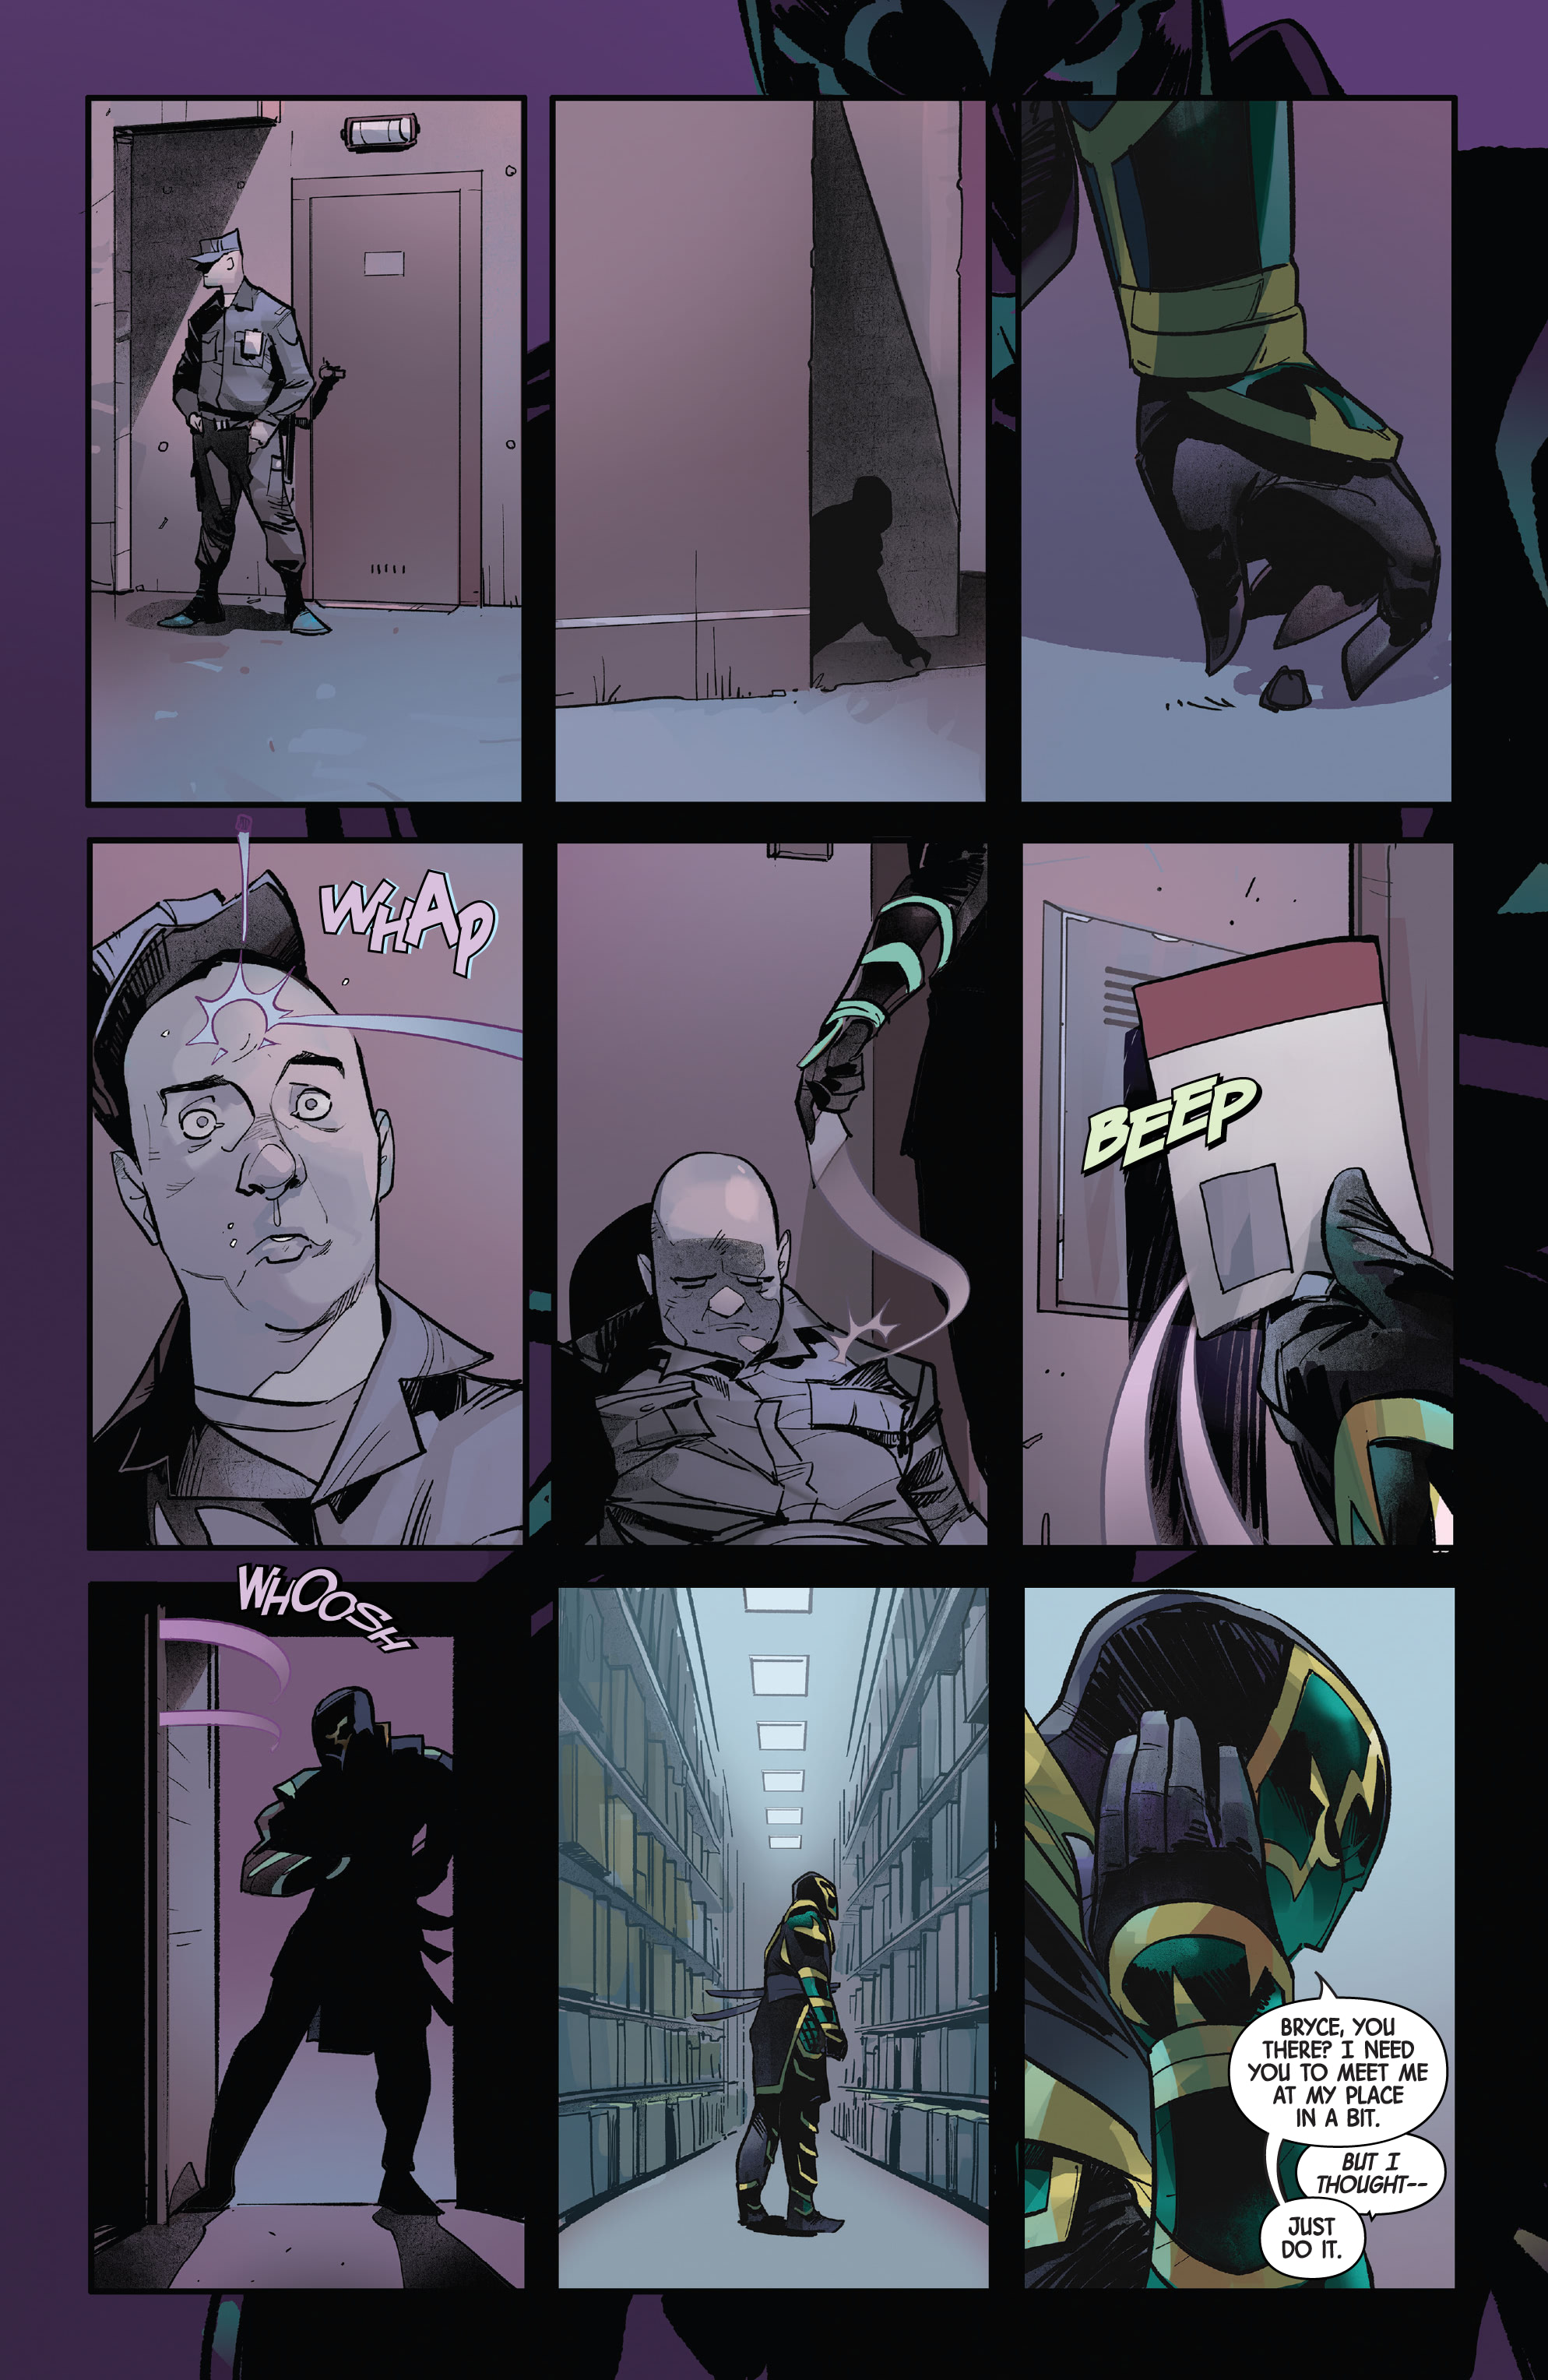 WHAP
BEEP
WHOOSH
BRYCE, YOU
THERE? I NEED
YOU TO MEET ME
AT MY PLACE
IN A BIT.
BUT I
THOUGHT--
JUST
DO IT.